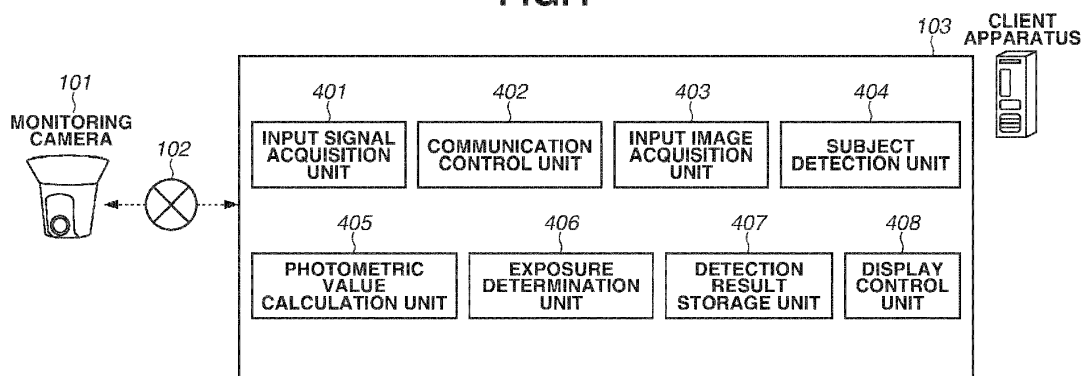 103
CLIENT
APPARATUS
101
MONITORING
CAMERA
102
401
INPUT SIGNAL
ACQUISITION
UNIT
402
COMMUNICATION
CONTROL UNIT
403
INPUT IMAGE
ACQUISITION
UNIT
404
SUBJECT
DETECTION UNIT
405
PHOTOMETRIC
VALUE
CALCULATION UNIT
406
EXPOSURE
DETERMINATION
UNIT
407
DETECTION
RESULT
STORAGE UNIT
408
DISPLAY
CONTROL
UNIT